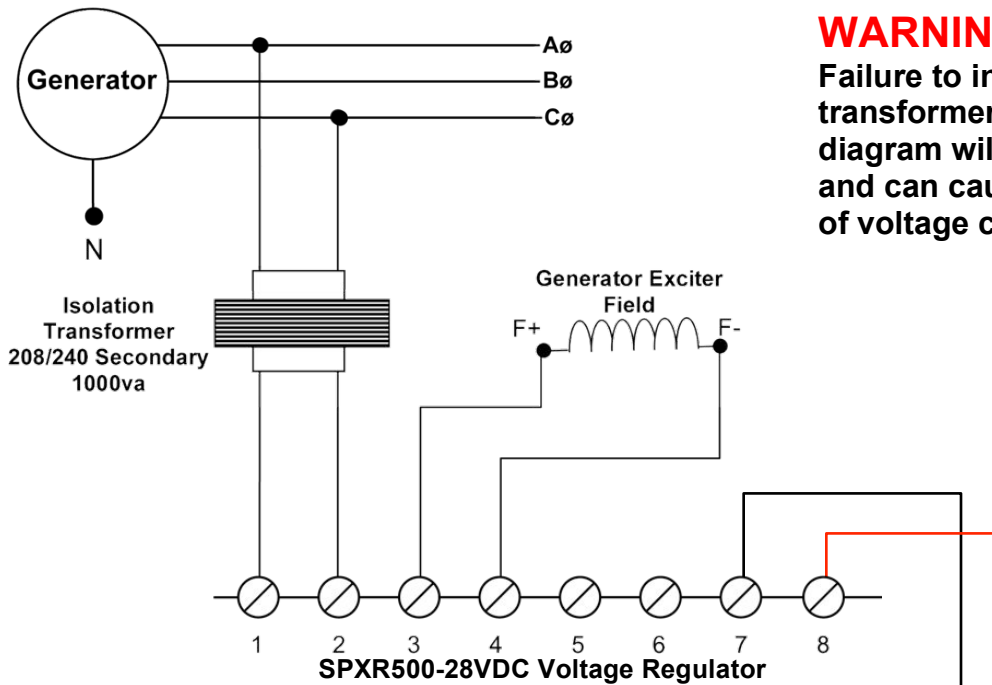 Generator
Aø
Bø
Cø
N
WARNIN
Failure to in
transformer
diagram wil
and can cau
of voltage c
Isolation
Transformer
208/240 Secondary
1000va
Generator Exciter
Field
F+
F-
1 2 3 4 5 6 7 8
SPXR500-28VDC Voltage Regulator